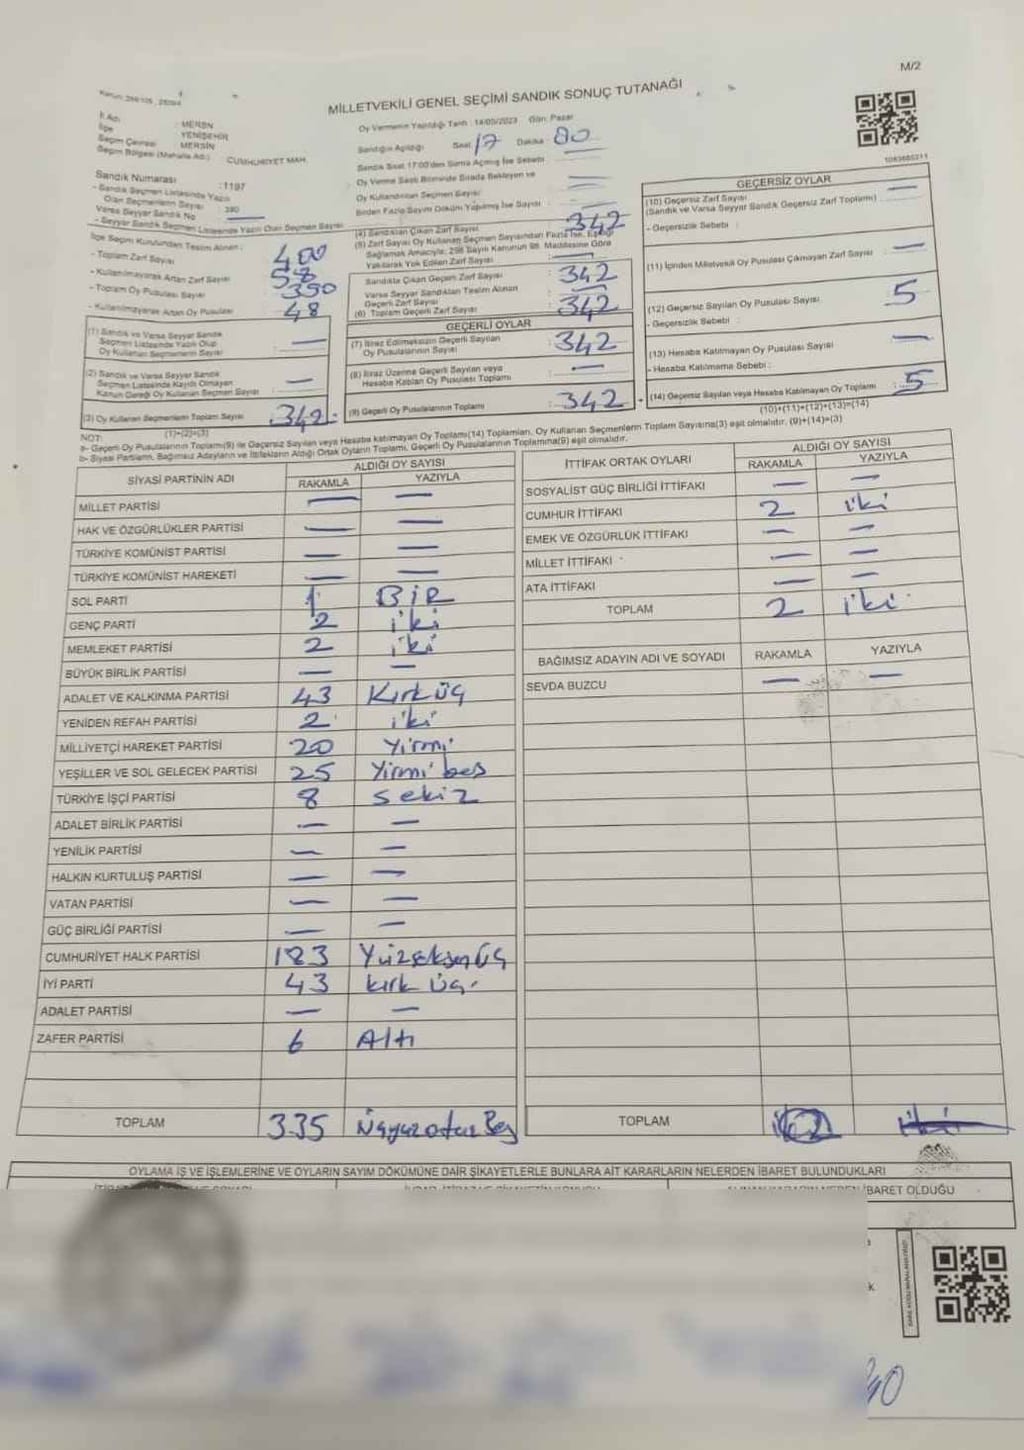 M/2
MİLLETVEKİLİ GENEL SEÇİMİ SANDIK SONUÇ TUTANAĞI
İl Adı : MERSİN
İlçe : YENİŞEHİR
Seçim Çevresi : MERSİN
Seçim Bölgesi (Mahalle Adı) : CUMHURİYET MAH.
Sandık Numarası : 1197
- Sandık Seçmen Listesinde Yazılı
Olan Seçmenlerin Sayısı : 390
Varsa Seyyar Sandık No —
- Seyyar Sandık Seçmen Listesinde Yazılı Olan Seçmen Sayısı
İlçe Seçim Kurulundan Teslim Alınan :
- Toplam Zarf Sayısı 400
- Kullanılmayarak Artan Zarf Sayısı 58
- Toplam Oy Pusulası Sayısı 390
- Kullanılmayarak Artan Oy Pusulası 48
(1) Sandık ve Varsa Seyyar Sandık
Seçmen Listesinde Yazılı Olup
Oy Kullanan Seçmenlerin Sayısı : —
(2) Sandık ve Varsa Seyyar Sandık
Seçmen Listesinde Kayıtlı Olmayan
Kanun Gereği Oy Kullanan Seçmen Sayısı : —
(3) Oy Kullanan Seçmenlerin Toplam Sayısı 342
(1)+(2)=(3)
Oy Vermenin Yapıldığı Tarih : 14/05/2023 Gün: Pazar
Sandığın Açıldığı Saat 17 Dakika : 00
Sandık Saat 17:00'den Sonra Açılmış İse Sebebi —
Oy Verme Saati Bitiminde Sırada Bekleyen ve
Oy Kullandırılan Seçmen Sayısı —
Birden Fazla Sayım Döküm Yapılmış İse Sayısı : —
(4) Sandıktan Çıkan Zarf Sayısı 342
(5) Zarf Sayısı Oy Kullanan Seçmen Sayısından Fazla İse, Eşitliği
Sağlamak Amacıyla; 298 Sayılı Kanunun 98. Maddesine Göre
Yakılarak Yok Edilen Zarf Sayısı —
Sandıkta Çıkan Geçerli Zarf Sayısı : 342
Varsa Seyyar Sandıktan Teslim Alınan
Geçerli Zarf Sayısı : —
(6) Toplam Geçerli Zarf Sayısı : 342
GEÇERLİ OYLAR
(7) İtiraz Edilmeksizin Geçerli Sayılan
Oy Pusulalarının Sayısı : 342
(8) İtiraz Üzerine Geçerli Sayılan veya
Hesaba Katılan Oy Pusulası Toplamı : —
(9) Geçerli Oy Pusulalarının Toplamı : 342
1083685211
GEÇERSİZ OYLAR
(10) Geçersiz Zarf Sayısı
(Sandık ve Varsa Seyyar Sandık Geçersiz Zarf Toplamı) —
- Geçersizlik Sebebi :
(11) İçinden Milletvekili Oy Pusulası Çıkmayan Zarf Sayısı : —
(12) Geçersiz Sayılan Oy Pusulası Sayısı : 5
- Geçersizlik Sebebi :
(13) Hesaba Katılmayan Oy Pusulası Sayısı —
- Hesaba Katılmama Sebebi :
(14) Geçersiz Sayılan veya Hesaba Katılmayan Oy Toplamı : 5
(10)+(11)+(12)+(13)=(14)
NOT:
a- Geçerli Oy Pusulalarının Toplamı(9) ile Geçersiz Sayılan veya Hesaba katılmayan Oy Toplamı(14) Toplamları, Oy Kullanan Seçmenlerin Toplam Sayısına(3) eşit olmalıdır. (9)+(14)=(3)
b- Siyasi Partilerin, Bağımsız Adayların ve İttifakların Aldığı Ortak Oyların Toplamı, Geçerli Oy Pusulalarının Toplamına(9) eşit olmalıdır.
SİYASİ PARTİNİN ADI ALDIĞI OY SAYISI
RAKAMLA YAZIYLA
MİLLET PARTİSİ — —
HAK VE ÖZGÜRLÜKLER PARTİSİ — —
TÜRKİYE KOMÜNİST PARTİSİ — —
TÜRKİYE KOMÜNİST HAREKETİ — —
SOL PARTİ 1 BİR
GENÇ PARTİ 2 iki
MEMLEKET PARTİSİ 2 iki
BÜYÜK BİRLİK PARTİSİ — —
ADALET VE KALKINMA PARTİSİ 43 Kırk üç
YENİDEN REFAH PARTİSİ 2 iki
MİLLİYETÇİ HAREKET PARTİSİ 20 Yirmi
YEŞİLLER VE SOL GELECEK PARTİSİ 25 Yirmi beş
TÜRKİYE İŞÇİ PARTİSİ 8 sekiz
ADALET BİRLİK PARTİSİ — —
YENİLİK PARTİSİ — —
HALKIN KURTULUŞ PARTİSİ — —
VATAN PARTİSİ — —
GÜÇ BİRLİĞİ PARTİSİ — —
CUMHURİYET HALK PARTİSİ 183 Yüzseksenüç
İYİ PARTİ 43 kırk üç
ADALET PARTİSİ — —
ZAFER PARTİSİ 6 Altı
TOPLAM 335 Üçyüzotuz Beş
İTTİFAK ORTAK OYLARI ALDIĞI OY SAYISI
RAKAMLA YAZIYLA
SOSYALİST GÜÇ BİRLİĞİ İTTİFAKI — —
CUMHUR İTTİFAKI 2 iki
EMEK VE ÖZGÜRLÜK İTTİFAKI — —
MİLLET İTTİFAKI — —
ATA İTTİFAKI — —
TOPLAM 2 iki
BAĞIMSIZ ADAYIN ADI VE SOYADI RAKAMLA YAZIYLA
SEVDA BUZCU — —
TOPLAM
OYLAMA İŞ VE İŞLEMLERİNE VE OYLARIN SAYIM DÖKÜMÜNE DAİR ŞİKAYETLERLE BUNLARA AİT KARARLARIN NELERDEN İBARET BULUNDUKLARI
İBARET OLDUĞU